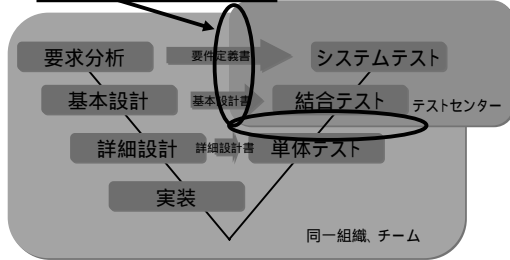 要求分析
要件定義書
システムテスト
基本設計
基本設計書
結合テスト
テストセンター
詳細設計
詳細設計書
単体テスト
実装
同一組織、チーム